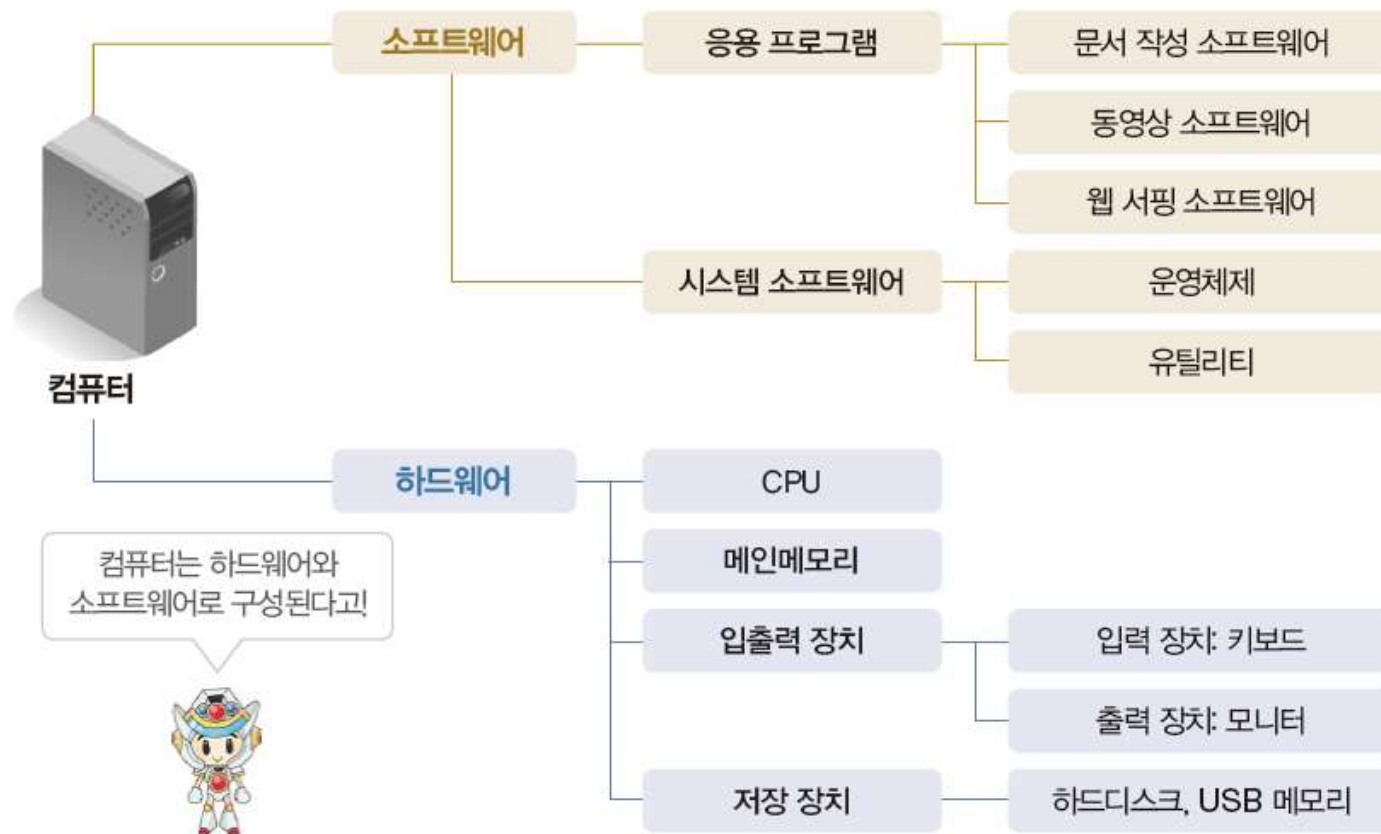 소프트웨어
응용 프로그램
문서 작성 소프트웨어
동영상 소프트웨어
웹 서핑 소프트웨어
시스템 소프트웨어
운영체제
유틸리티
컴퓨터
하드웨어
CPU
메인메모리
입출력 장치
입력 장치: 키보드
출력 장치: 모니터
저장 장치
하드디스크, USB 메모리
컴퓨터는 하드웨어와
소프트웨어로 구성된다고!